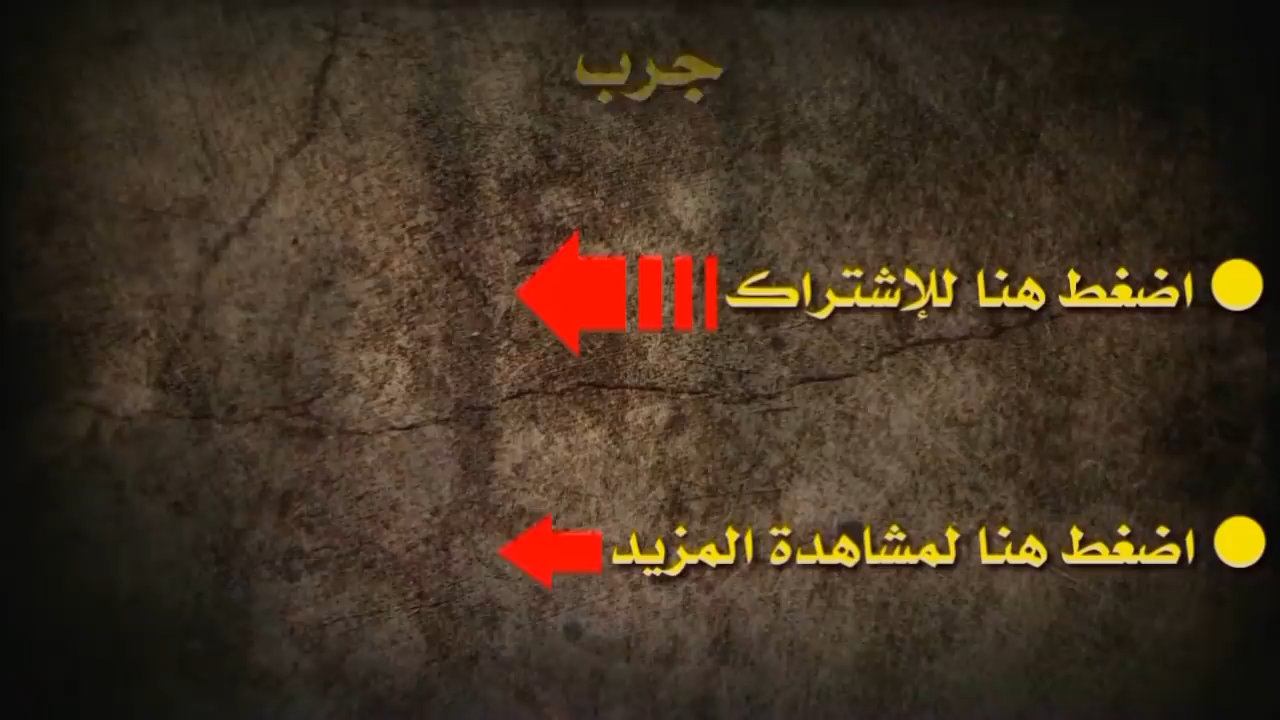 جرب
اضغط هنا للإشتراك
اضغط هنا لمشاهدة المزيد